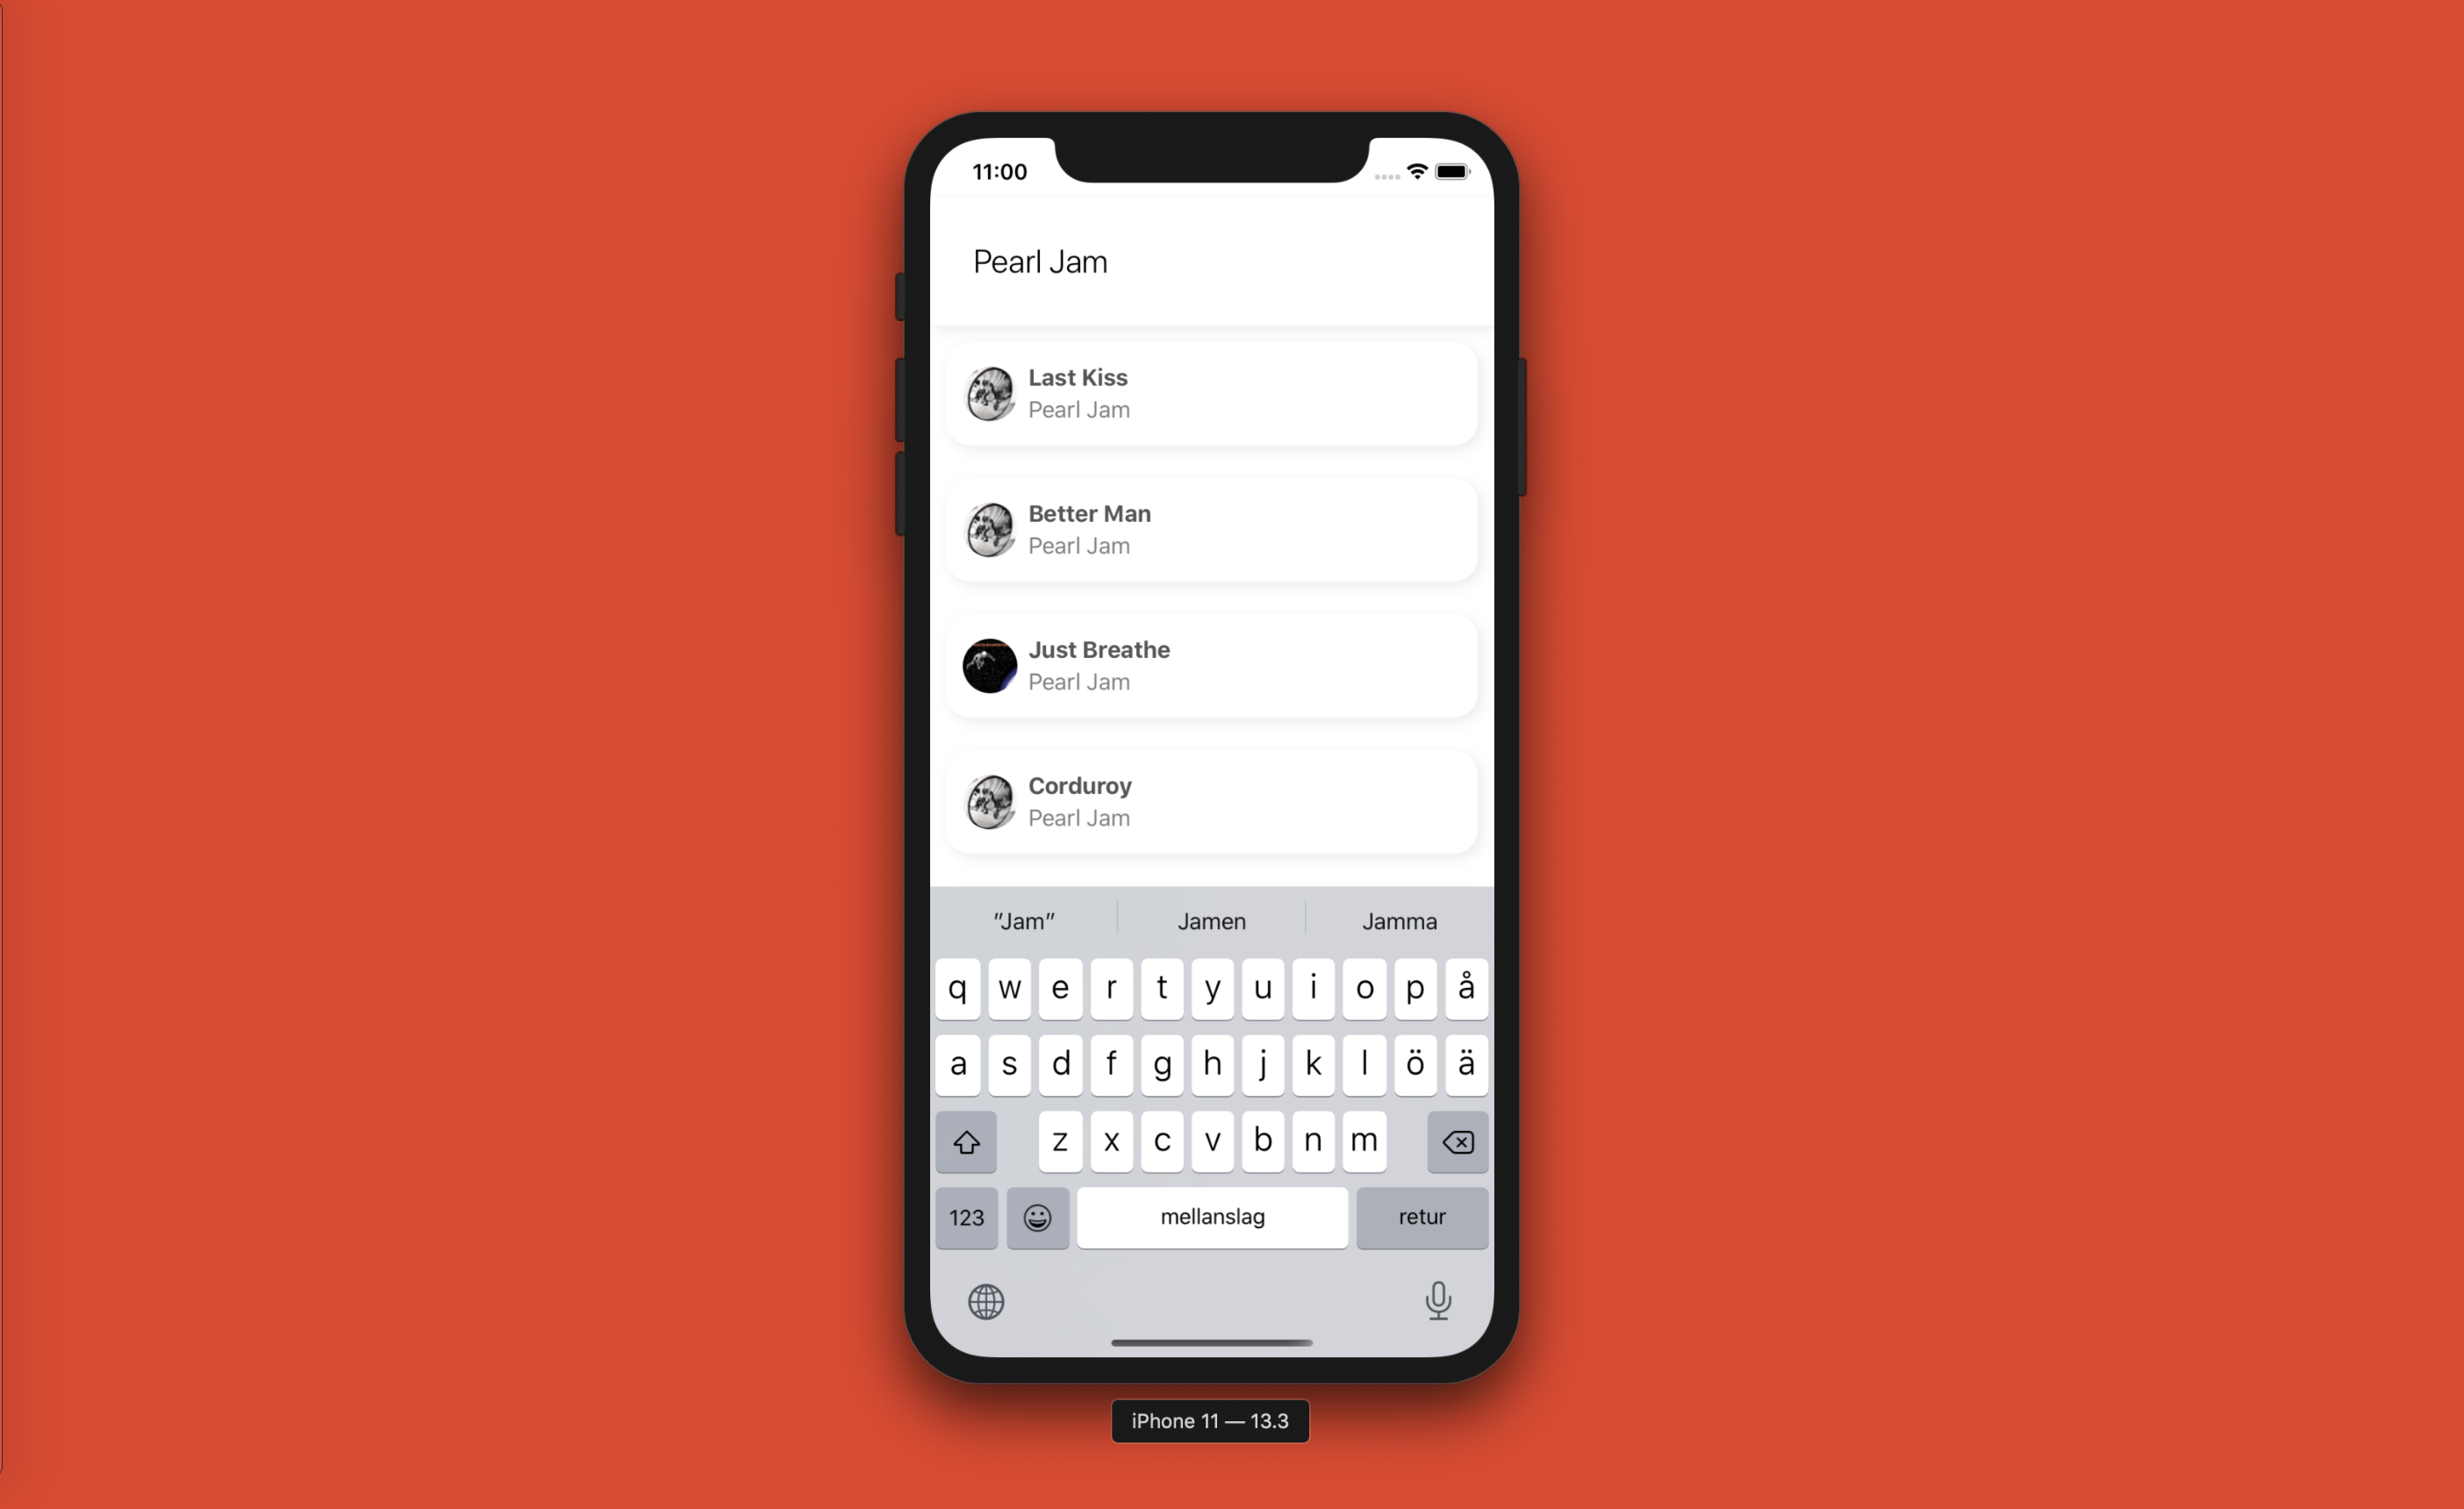 11:00
Pearl Jam
Last Kiss
Pearl Jam
Better Man
Pearl Jam
Just Breathe
Pearl Jam
Corduroy
Pearl Jam
"Jam" Jamen Jamma
q w e r t y u i o p å
a s d f g h j k l ö ä
z x c v b n m
123 mellanslag retur
iPhone 11 — 13.3